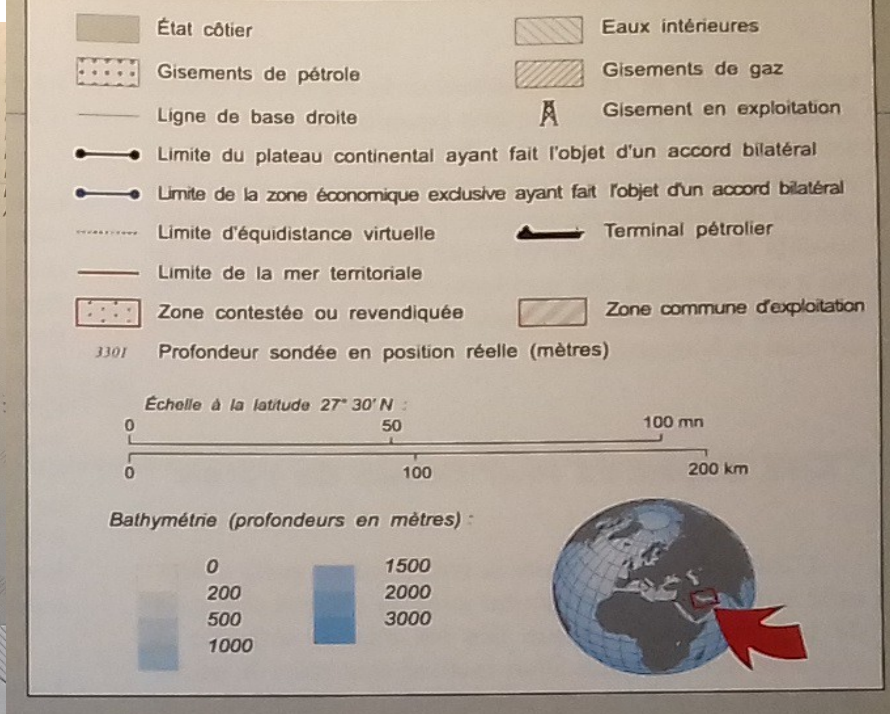 État côtier
Eaux intérieures
Gisements de pétrole
Gisements de gaz
Ligne de base droite
Gisement en exploitation
Limite du plateau continental ayant fait l'objet d'un accord bilatéral
Limite de la zone économique exclusive ayant fait l'objet d'un accord bilatéral
Limite d'équidistance virtuelle
Terminal pétrolier
Limite de la mer territoriale
Zone contestée ou revendiquée
Zone commune d'exploitation
3301 Profondeur sondée en position réelle (mètres)
Échelle à la latitude 27° 30' N :
0 50 100 mn
0 100 200 km
Bathymétrie (profondeurs en mètres) :
0 1500
200 2000
500 3000
1000